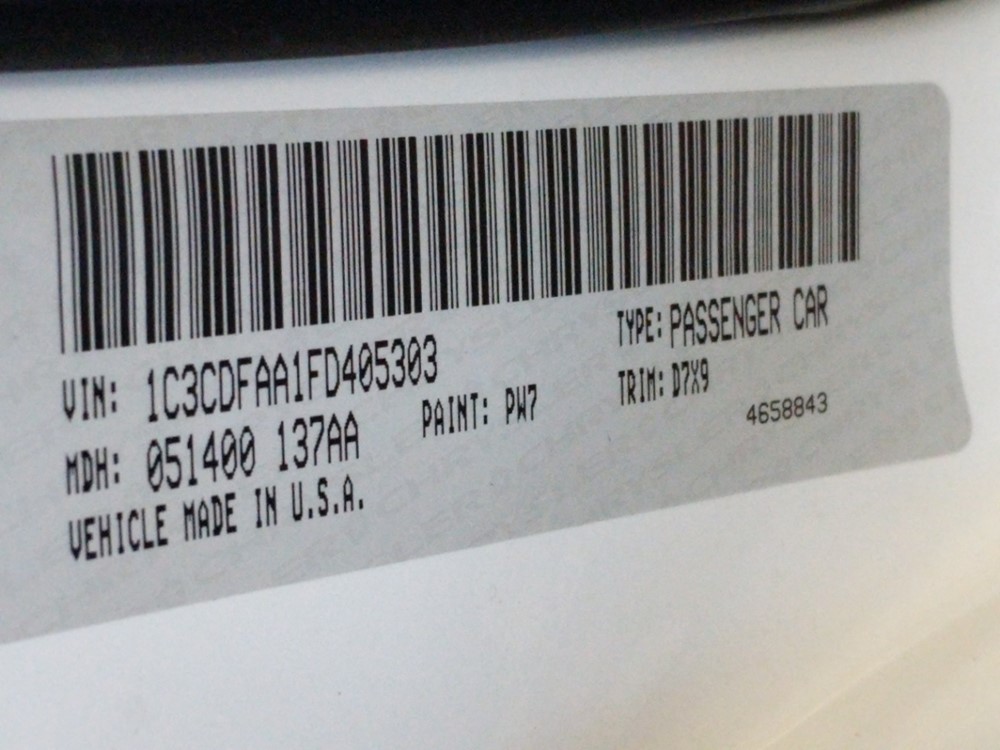 VIN: 1C3CDFAA1FD405303
TYPE: PASSENGER CAR
MDH: 051400 137AA
PAINT: PW7
TRIM: D7X9
4658843
VEHICLE MADE IN U.S.A.